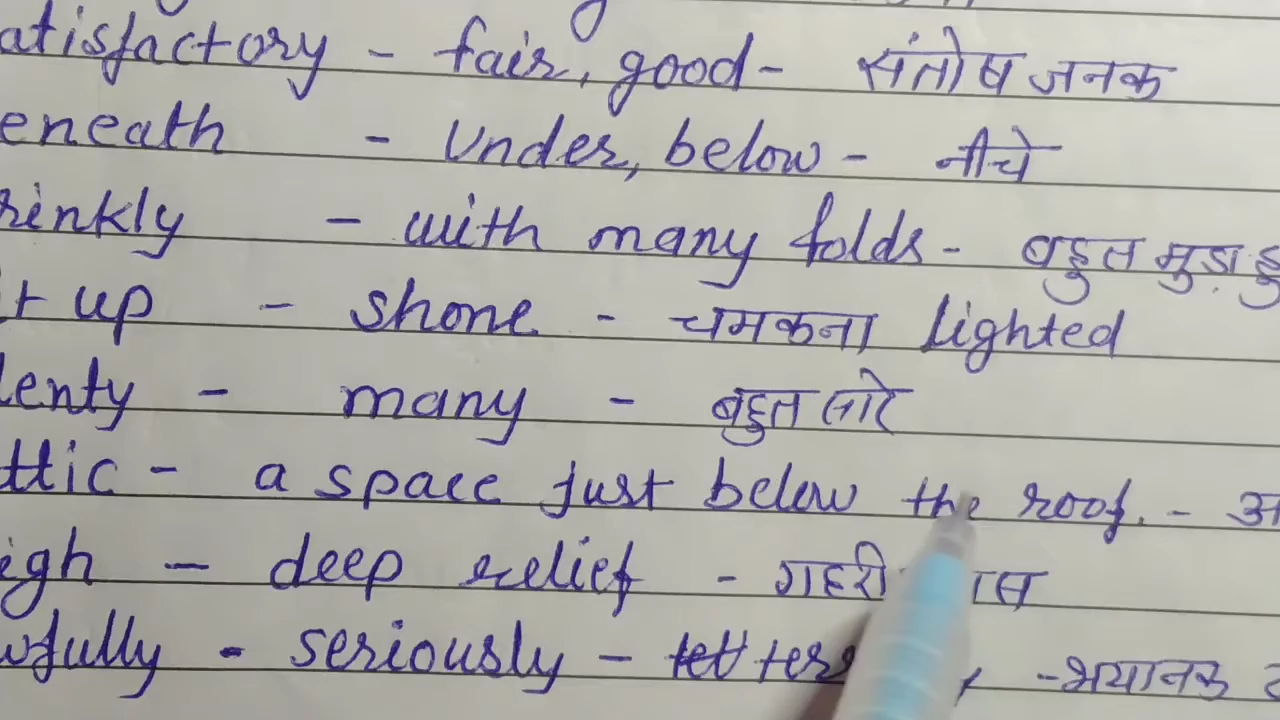 atisfactory - fair, good - संतोष जनक
eneath - Under, below - नीचे
rinkly - with many folds - बहुत मुड़ा हु
t up - shone - चमकना lighted
lenty - many - बहुत सारे
ttic - a space just below the roof. - अ
igh - deep relief - गहरी
wfully - seriously - - भयानक